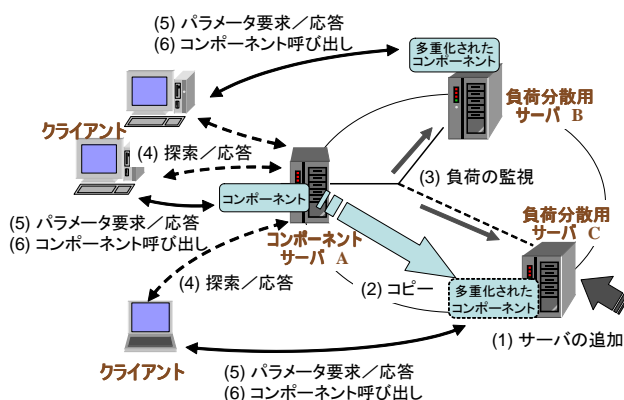 (5) パラメータ要求／応答
(6) コンポーネント呼び出し
多重化された
コンポーネント
負荷分散用
サーバ B
クライアント
(4) 探索／応答
(3) 負荷の監視
コンポーネント
(5) パラメータ要求／応答
(6) コンポーネント呼び出し
コンポーネント
サーバ A
負荷分散用
サーバ C
(4) 探索／応答
(2) コピー
多重化された
コンポーネント
(1) サーバの追加
クライアント
(5) パラメータ要求／応答
(6) コンポーネント呼び出し